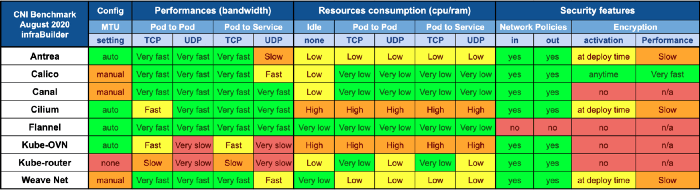 CNI Benchmark August 2020 infraBuilder Config Performances (bandwidth) Resources consumption (cpu/ram) Security features
MTU Pod to Pod Pod to Service Idle Pod to Pod Pod to Service Network Policies Encryption
setting TCP UDP TCP UDP none TCP UDP TCP UDP in out activation Performance
Antrea auto Very fast Very fast Very fast Slow Low Low Low Low Low yes yes at deploy time Slow
Calico manual Very fast Very fast Very fast Fast Low Very low Very low Very low Very low yes yes anytime Very fast
Canal manual Very fast Very fast Very fast Very fast Low Very low Very low Very low Very low yes yes no n/a
Cilium auto Fast Very fast Very fast Very fast High High High High High yes yes at deploy time Slow
Flannel auto Very fast Very fast Very fast Very fast Very low Very low Very low Very low Very low no no no n/a
Kube-OVN auto Fast Very slow Fast Very slow High High High High High yes yes no n/a
Kube-router none Slow Very slow Slow Very slow Low Very low Low Very low Low yes yes no n/a
Weave Net manual Very fast Very fast Very fast Fast Very low Low Low Low Low yes yes at deploy time Slow